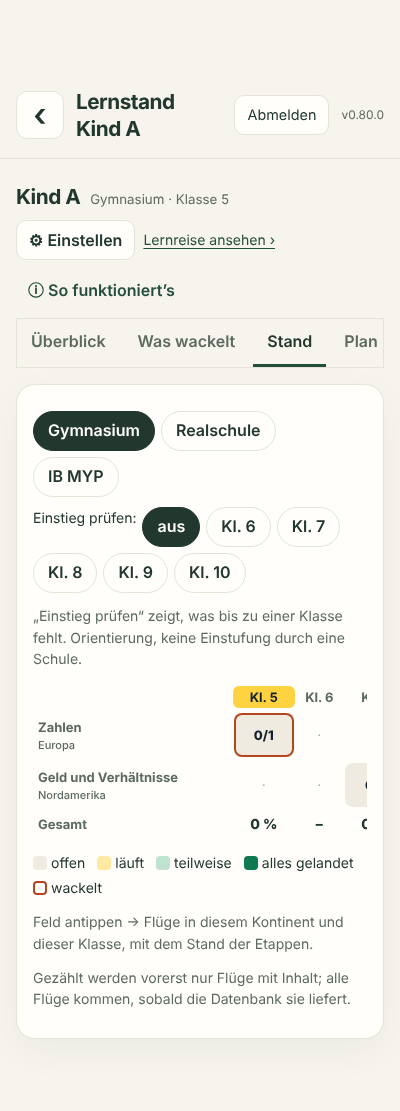 ‹ Lernstand
Kind A
Abmelden
v0.80.0
Kind A Gymnasium · Klasse 5
⚙ Einstellen Lernreise ansehen ›
ⓘ So funktioniert’s
Überblick Was wackelt Stand Plan
Gymnasium Realschule
IB MYP
Einstieg prüfen: aus Kl. 6 Kl. 7
Kl. 8 Kl. 9 Kl. 10
„Einstieg prüfen“ zeigt, was bis zu einer Klasse
fehlt. Orientierung, keine Einstufung durch eine
Schule.
Kl. 5 Kl. 6
Zahlen
Europa
0/1 ·
Geld und Verhältnisse
Nordamerika
· ·
Gesamt 0 % –
offen läuft teilweise alles gelandet
wackelt
Feld antippen → Flüge in diesem Kontinent und
dieser Klasse, mit dem Stand der Etappen.
Gezählt werden vorerst nur Flüge mit Inhalt; alle
Flüge kommen, sobald die Datenbank sie liefert.